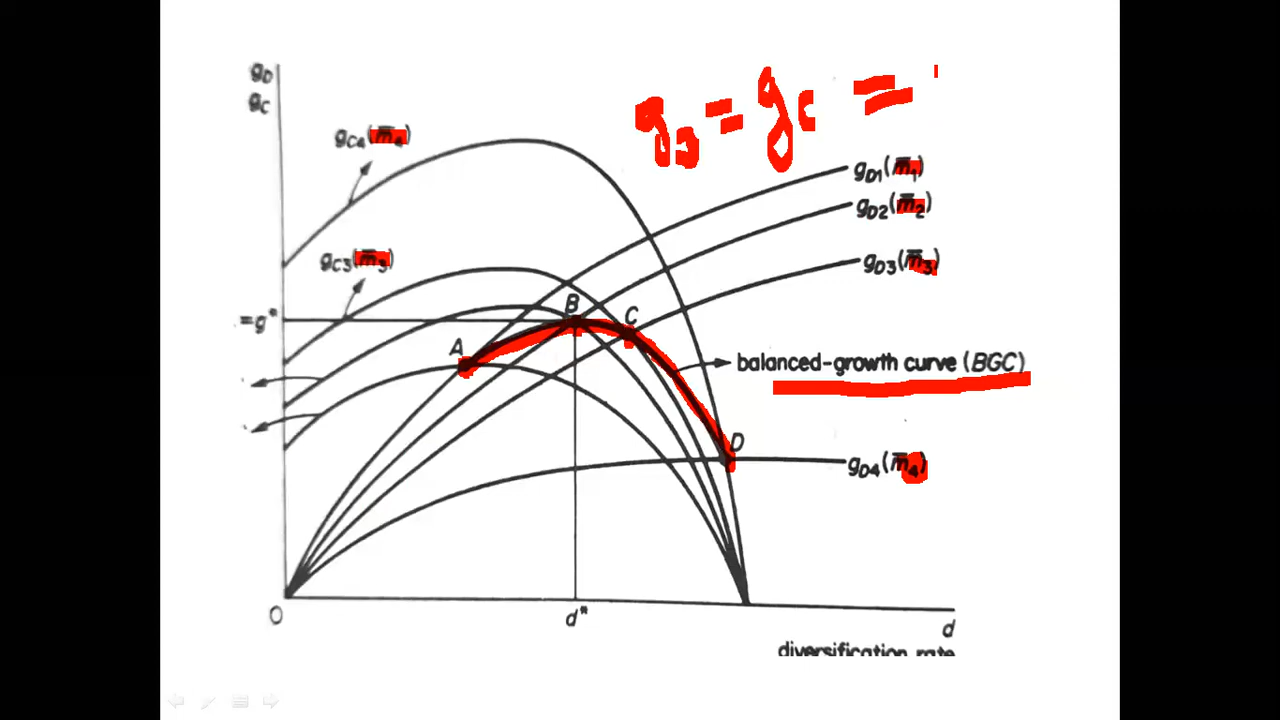 gD
gC
gD = gC =
gC4(m̄4)
gD1(m̄1)
gD2(m̄2)
gC3(m̄3)
gD3(m̄3)
=g*
A
B
C
balanced-growth curve (BGC)
D
gD4(m̄4)
O
d*
d
diversification rate